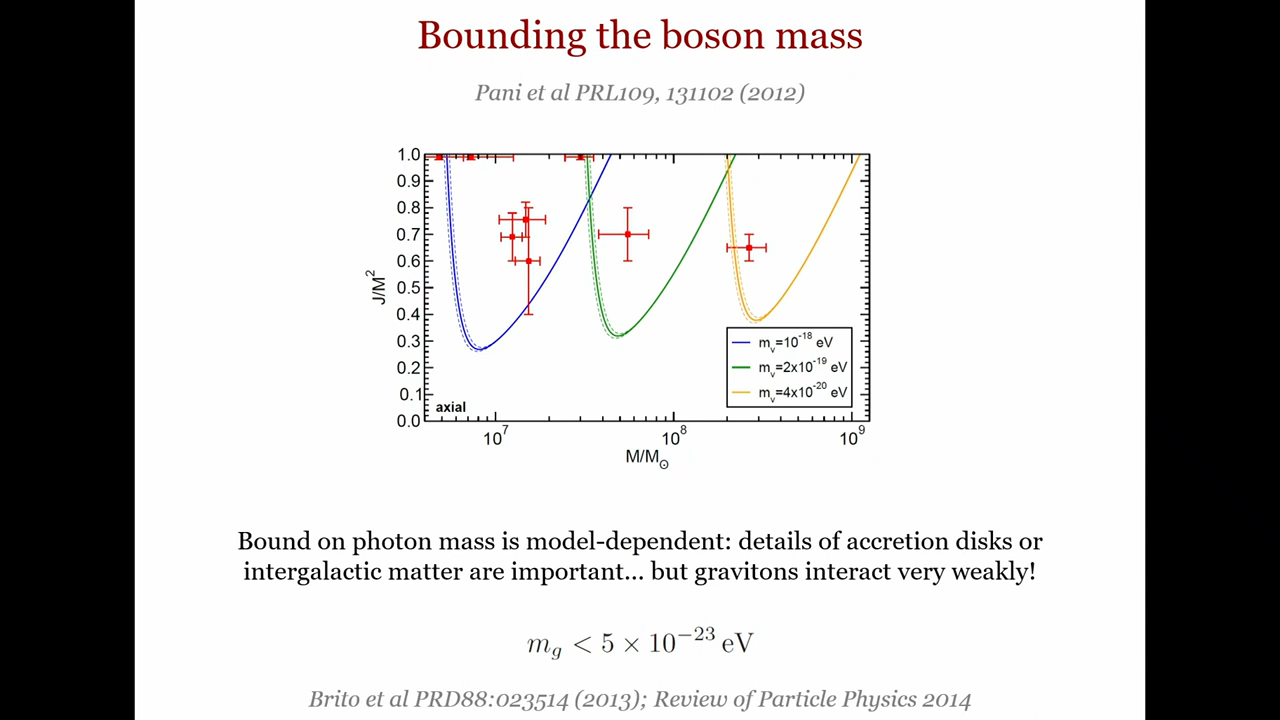 Bounding the boson mass
Pani et al PRL109, 131102 (2012)
1.0
0.9
0.8
0.7
0.6
0.5
0.4
0.3
0.2
0.1
0.0
J/M²
axial
m_v=10⁻¹⁸ eV
m_v=2x10⁻¹⁹ eV
m_v=4x10⁻²⁰ eV
10⁷ 10⁸ 10⁹
M/M☉
Bound on photon mass is model-dependent: details of accretion disks or
intergalactic matter are important... but gravitons interact very weakly!
m_g < 5 × 10⁻²³ eV
Brito et al PRD88:023514 (2013); Review of Particle Physics 2014